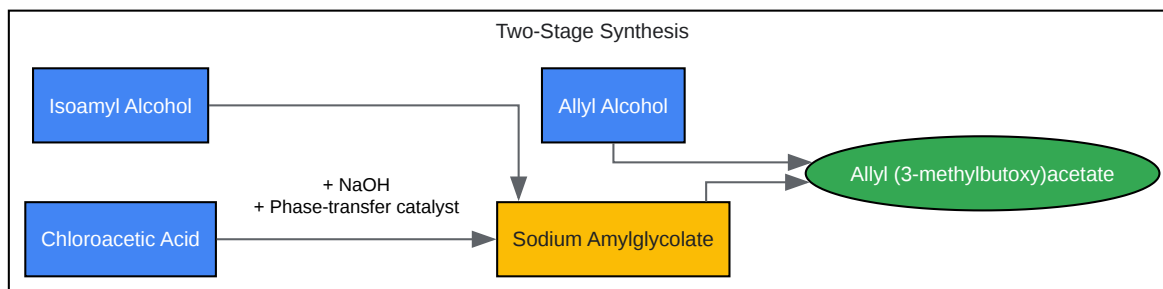 Two-Stage Synthesis
Isoamyl Alcohol
Allyl Alcohol
Allyl (3-methylbutoxy)acetate
+ NaOH
+ Phase-transfer catalyst
Chloroacetic Acid
Sodium Amylglycolate